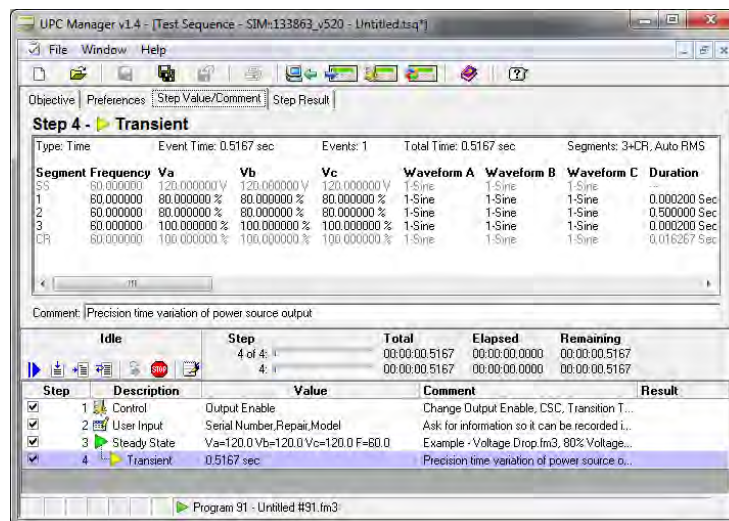 UPC Manager v1.4 - [Test Sequence - SIM::133863_v520 - Untitled.tsq*]
File Window Help
Objective Preferences Step Value/Comment Step Result
Step 4 - Transient
Type: Time Event Time: 0.5167 sec Events: 1 Total Time: 0.5167 sec Segments: 3+CR, Auto RMS
Segment Frequency Va Vb Vc Waveform A Waveform B Waveform C Duration
SS 60.000000 120.000000 V 120.000000 V 120.000000 V 1-Sine 1-Sine 1-Sine --
1 60.000000 80.000000 % 80.000000 % 80.000000 % 1-Sine 1-Sine 1-Sine 0.000200 Sec
2 60.000000 80.000000 % 80.000000 % 80.000000 % 1-Sine 1-Sine 1-Sine 0.500000 Sec
3 60.000000 100.000000 % 100.000000 % 100.000000 % 1-Sine 1-Sine 1-Sine 0.000200 Sec
CR 60.000000 100.000000 % 100.000000 % 100.000000 % 1-Sine 1-Sine 1-Sine 0.016267 Sec
Comment: Precision time variation of power source output
Idle Step Total Elapsed Remaining
4 of 4: 00:00:00.5167 00:00:00.0000 00:00:00.5167
STOP 4: 00:00:00.5167 00:00:00.0000 00:00:00.5167
Step Description Value Comment Result
1 Control Output Enable Change Output Enable, CSC, Transition T...
2 User Input Serial Number,Repair,Model Ask for information so it can be recorded i...
3 Steady State Va=120.0 Vb=120.0 Vc=120.0 F=60.0 Example - Voltage Drop.fm3, 80% Voltage...
4 Transient 0.5167 sec Precision time variation of power source o...
Program 91 - Untitled #91.fm3